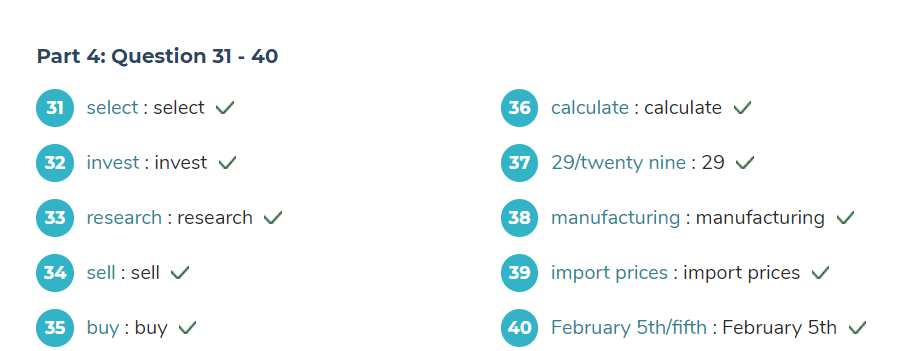 Part 4: Question 31 - 40
31 select : select
32 invest : invest
33 research : research
34 sell : sell
35 buy : buy
36 calculate : calculate
37 29/twenty nine : 29
38 manufacturing : manufacturing
39 import prices : import prices
40 February 5th/fifth : February 5th